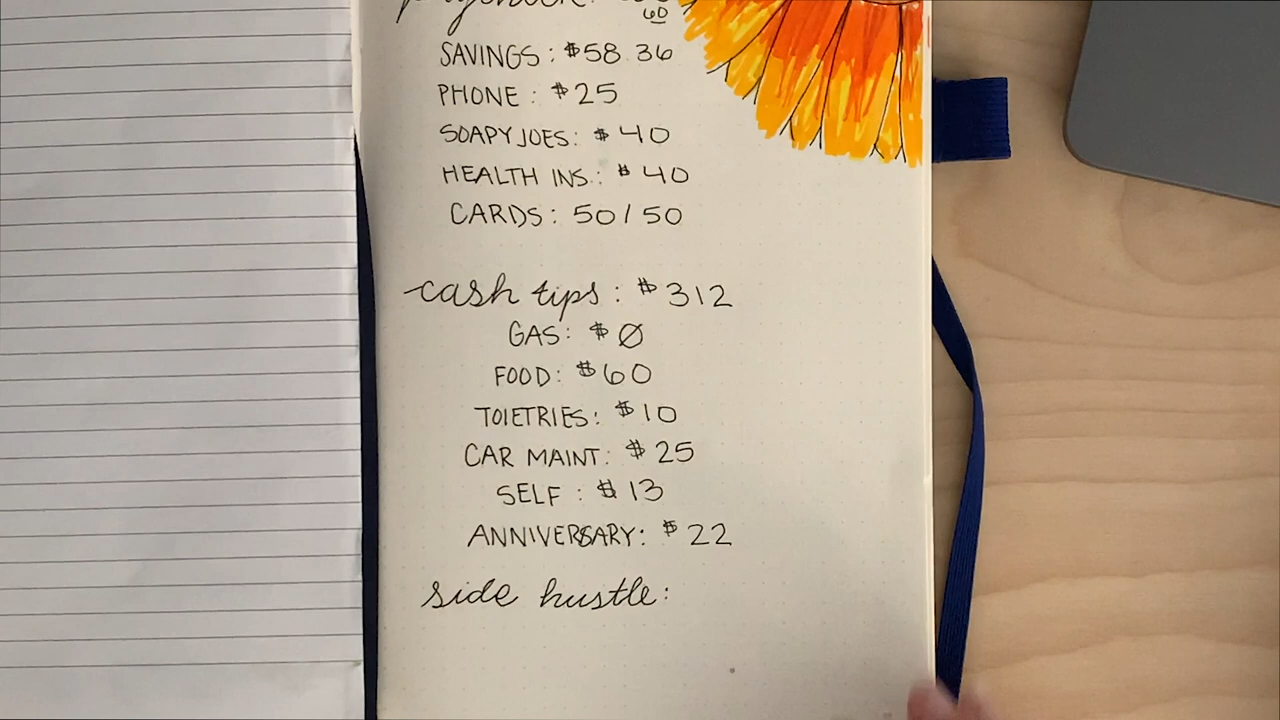 60
SAVINGS: $58 36
PHONE: $25
SOAPY JOES: $40
HEALTH INS.: $40
CARDS: 50/50
cash tips: $312
GAS: $0
FOOD: $60
TOIETRIES: $10
CAR MAINT: $25
SELF: $13
ANNIVERSARY: $22
side hustle: